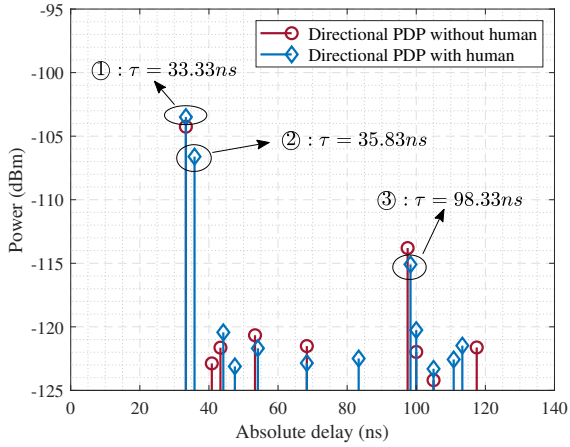 Directional PDP without human
Directional PDP with human
① : τ = 33.33ns
② : τ = 35.83ns
③ : τ = 98.33ns
Power (dBm)
-95
-100
-105
-110
-115
-120
-125
0 20 40 60 80 100 120 140
Absolute delay (ns)